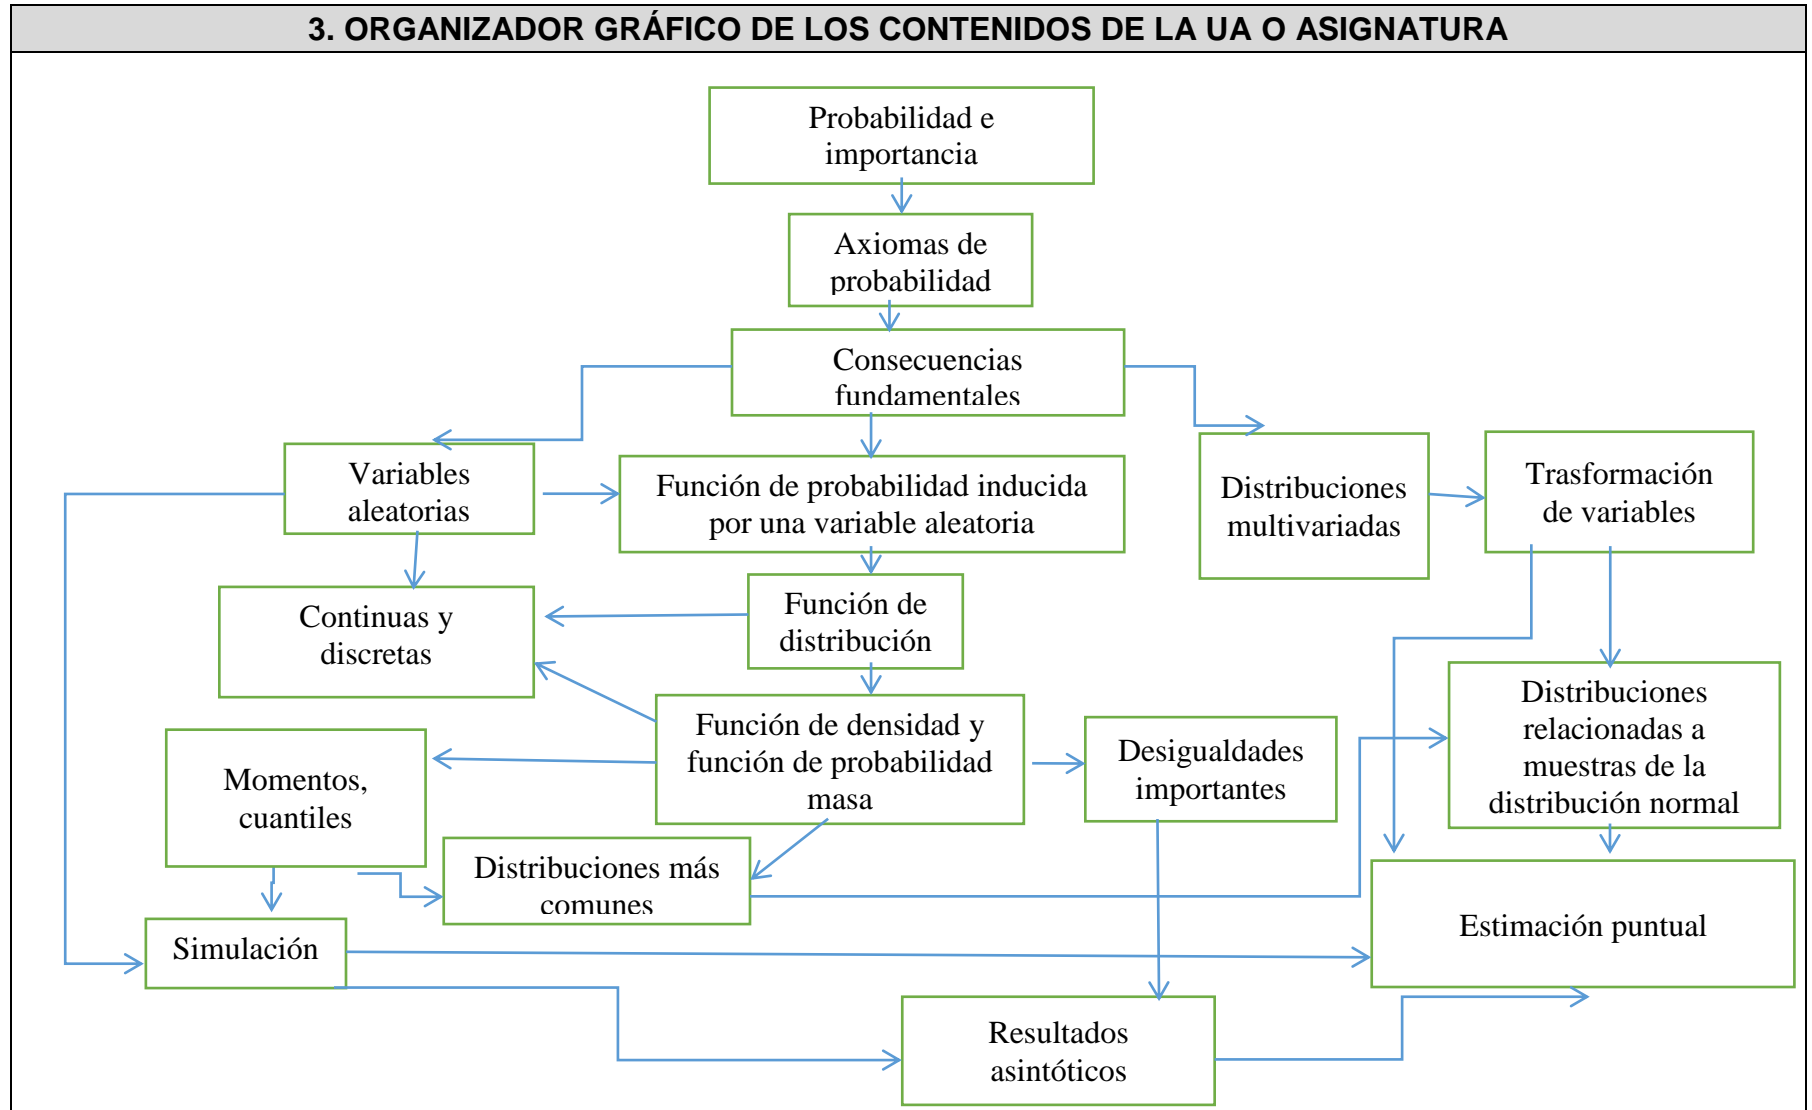 3. ORGANIZADOR GRÁFICO DE LOS CONTENIDOS DE LA UA O ASIGNATURA
Probabilidad e
importancia
Axiomas de
probabilidad
Consecuencias
fundamentales
Variables
aleatorias
Función de probabilidad inducida
por una variable aleatoria
Distribuciones
multivariadas
Trasformación
de variables
Continuas y
discretas
Función de
distribución
Función de densidad y
función de probabilidad
masa
Desigualdades
importantes
Distribuciones
relacionadas a
muestras de la
distribución normal
Momentos,
cuantiles
Distribuciones más
comunes
Simulación
Estimación puntual
Resultados
asintóticos